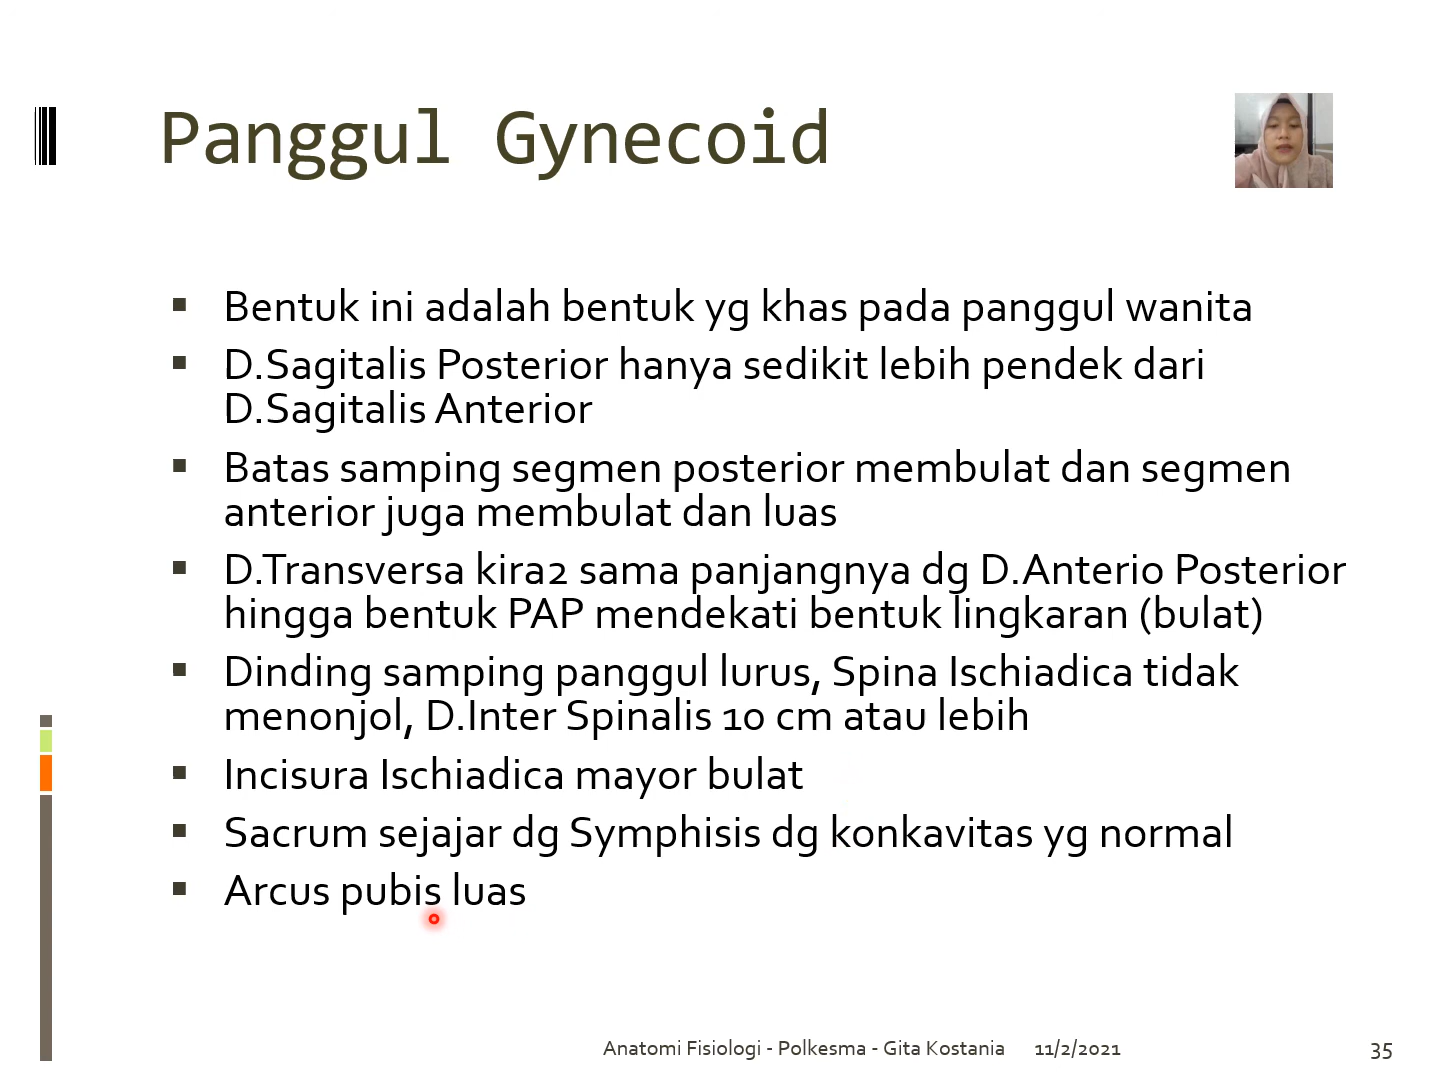 Panggul Gynecoid
Bentuk ini adalah bentuk yg khas pada panggul wanita
D.Sagitalis Posterior hanya sedikit lebih pendek dari
D.Sagitalis Anterior
Batas samping segmen posterior membulat dan segmen
anterior juga membulat dan luas
D.Transversa kira2 sama panjangnya dg D.Anterio Posterior
hingga bentuk PAP mendekati bentuk lingkaran (bulat)
Dinding samping panggul lurus, Spina Ischiadica tidak
menonjol, D.Inter Spinalis 10 cm atau lebih
Incisura Ischiadica mayor bulat
Sacrum sejajar dg Symphisis dg konkavitas yg normal
Arcus pubis luas
Anatomi Fisiologi - Polkesma - Gita Kostania 11/2/2021 35